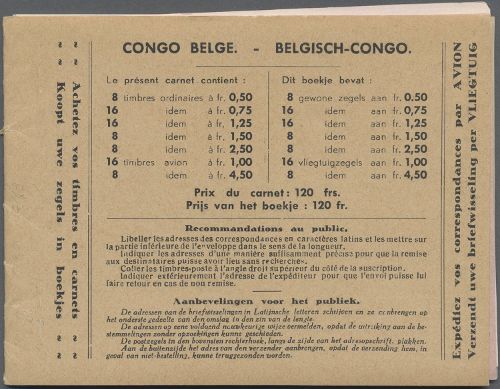 CONGO BELGE. - BELGISCH-CONGO.
Le présent carnet contient :
8 timbres ordinaires à fr. 0,50
16 idem à fr. 0,75
16 idem à fr. 1,25
8 idem à fr. 1,50
8 idem à fr. 2,50
16 timbres avion à fr. 1,00
8 idem à fr. 4,50
Dit boekje bevat :
8 gewone zegels aan fr. 0,50
16 idem aan fr. 0,75
16 idem aan fr. 1,25
8 idem aan fr. 1,50
8 idem aan fr. 2,50
16 vliegtuigzegels aan fr. 1,00
8 idem aan fr. 4,50
Prix du carnet : 120 frs.
Prijs van het boekje : 120 fr.
Recommandations au public.
Libeller les adresses des correspondances en caractères latins et les mettre sur
la partie inférieure de l'enveloppe dans le sens de la longueur.
Indiquer les adresses d'une manière suffisamment précise pour que la remise
aux destinataires puisse avoir lieu sans recherches.
Coller les timbres poste à l'angle droit supérieur du côté de la suscription.
Indiquer extérieurement l'adresse de l'expéditeur pour que l'envoi puisse lui
faire retour en cas de non remise.
Aanbevelingen voor het publiek.
De adressen van de briefwisselingen in Latijnsche letteren schrijven en ze aanbrengen op
het onderste gedeelte van den omslag in den zin van de lengte.
De adressen op eene voldoend nauwkeurige wijze vermelden, opdat de uitreiking aan de be-
stemmelingen zonder opzoekingen kunne geschieden.
De postzegels in den bovensten rechterhoek, langs de zijde van het adresopschrift, plakken.
Aan de buitenzijde het adres van den verzender aanbrengen, opdat de verzending hem, in
geval van niet-bestelling, kunne teruggezonden worden.
Achetez vos timbres en carnets
Koopt uwe zegels in boekjes
Expédiez vos correspondances par AVION
Verzendt uwe briefwisseling per VLIEGTUIG